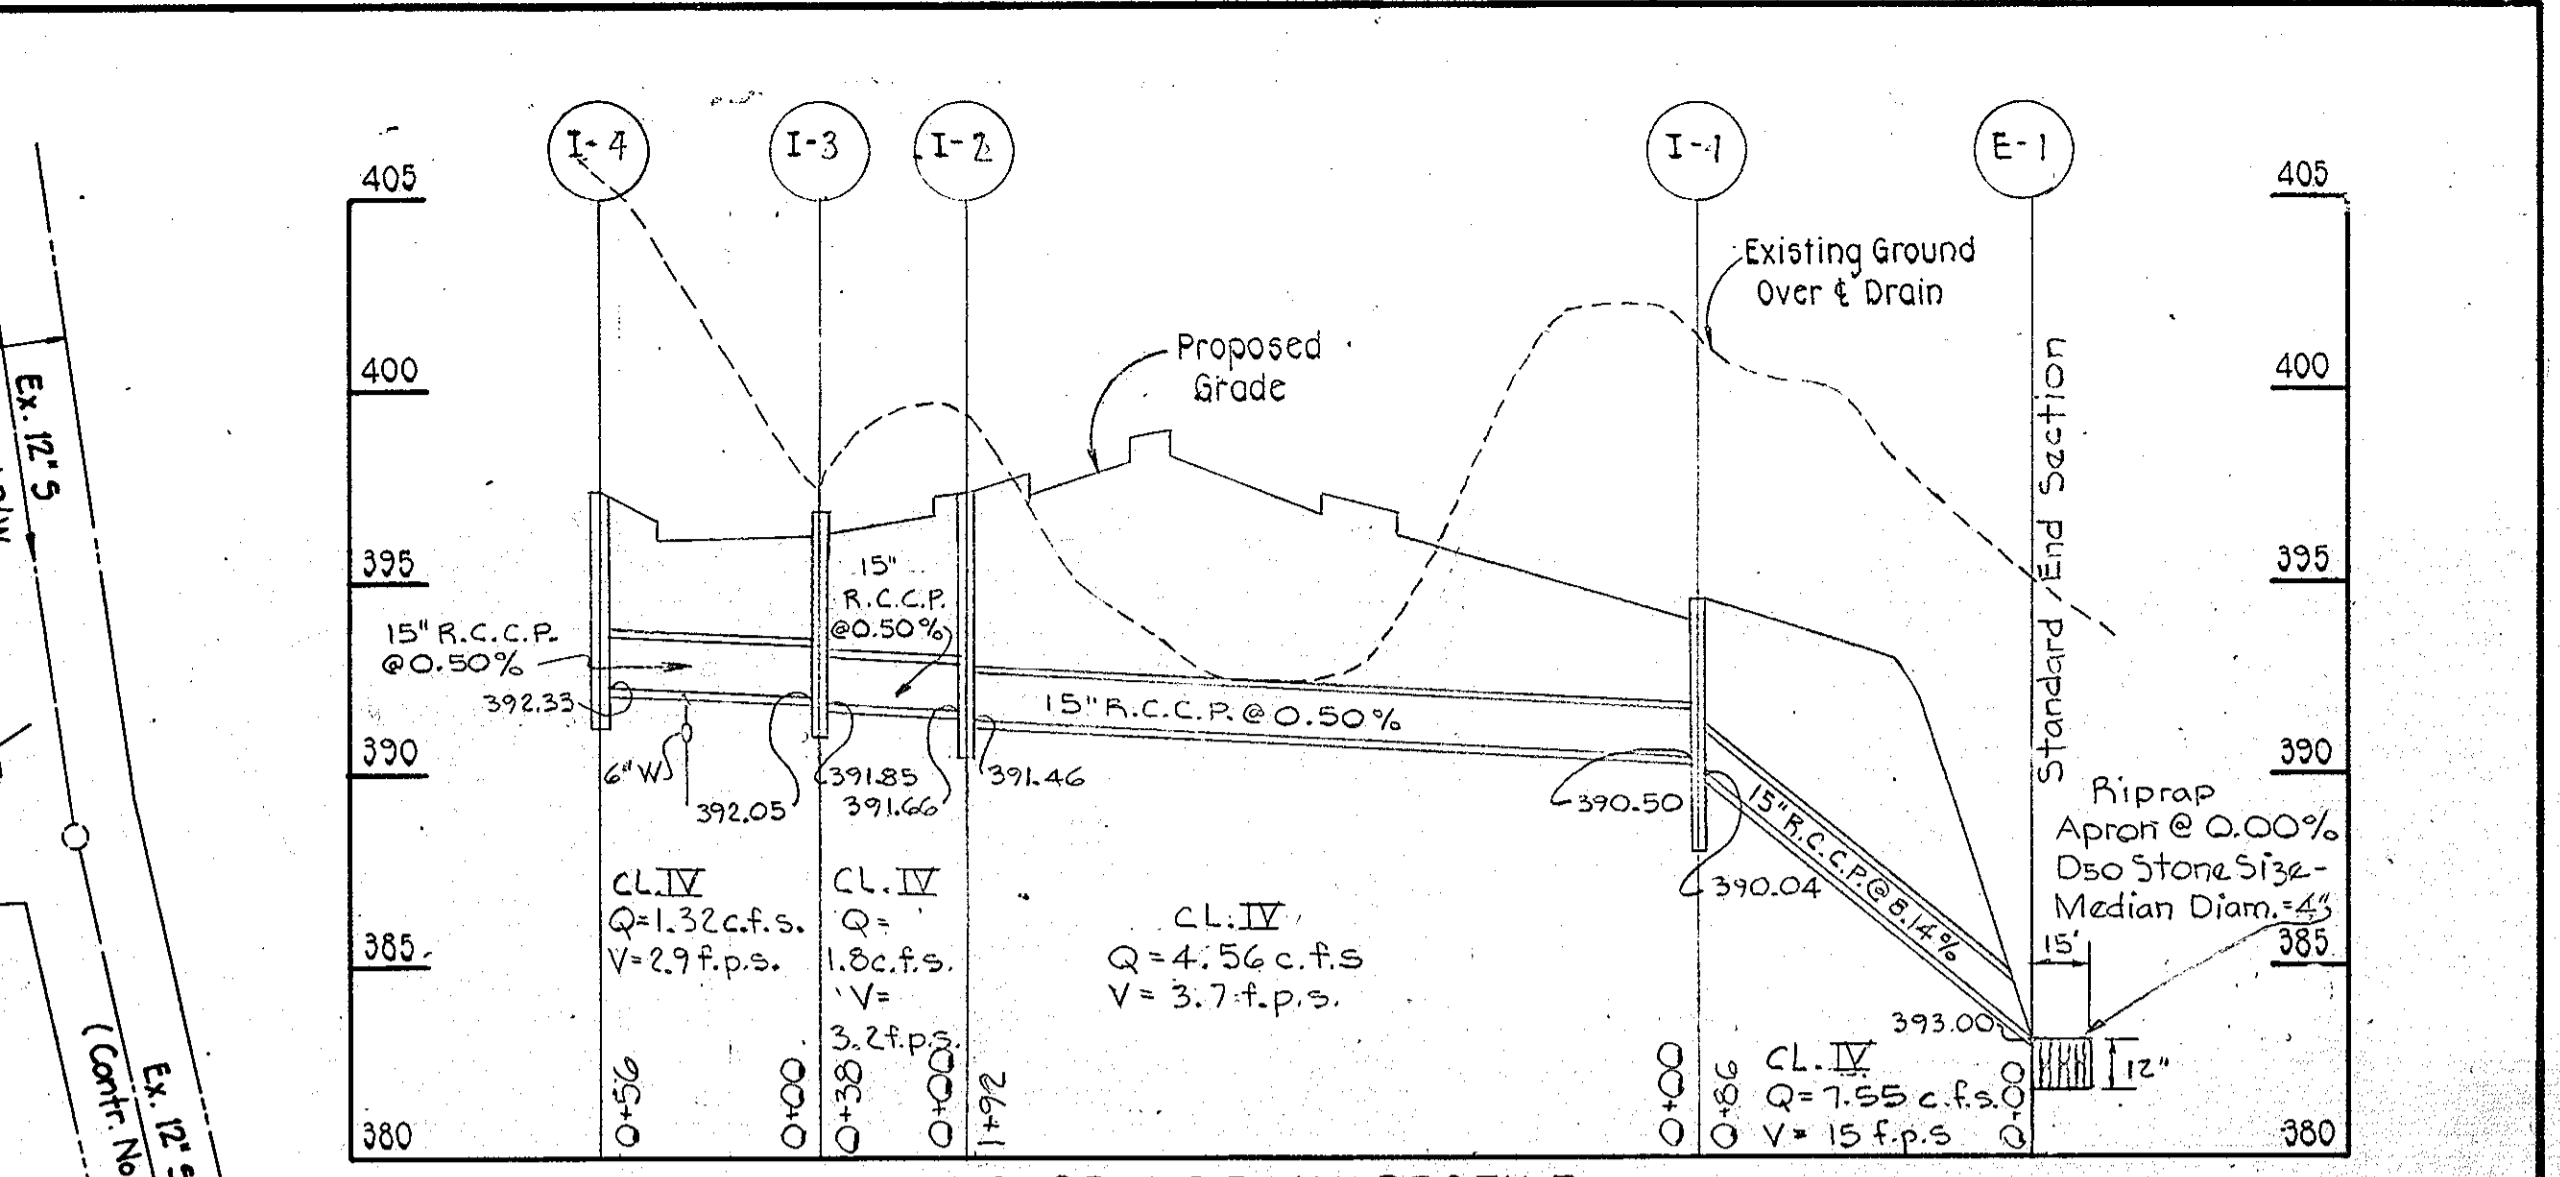 I-4
I-3
I-2
I-1
E-1
405
405
Existing Ground
Over ℄ Drain
Proposed
Grade
400
400
Ex. 12" S
395
395
15"
R.C.C.P.
@0.50%
15" R.C.C.P.
@0.50%
392.33
15" R.C.C.P. @ 0.50%
Standard End Section
390
390
6" W
392.05
391.85
391.66
391.46
390.50
390.04
15" R.C.C.P. @ 8.14%
Riprap
Apron @ 0.00%
D50 Stone Size-
Median Diam.=4"
15'
385
385
CL. IV
Q=1.32 c.f.s.
V=2.9 f.p.s.
CL. IV
Q=
1.8 c.f.s.
V=
3.2 f.p.s.
CL. IV
Q = 4.56 c.f.s
V = 3.7 f.p.s.
393.00
12"
CL. IV
Q= 7.55 c.f.s.
V= 15 f.p.s
0+56
0+00
0+38
0+00
1+92
0+00
0+86
0+00
380
380
Ex. 12" S
(Contr. No